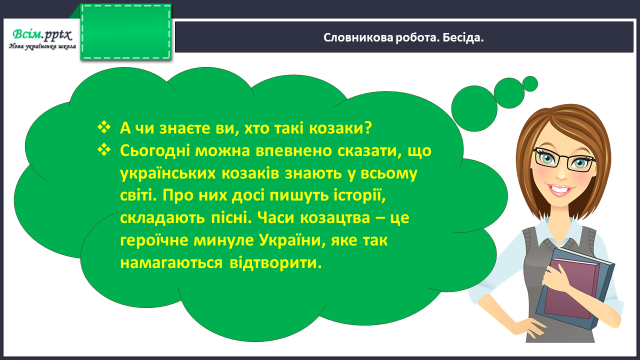 Всім.pptx
Нова українська школа
Словникова робота. Бесіда.
❖ А чи знаєте ви, хто такі козаки?
❖ Сьогодні можна впевнено сказати, що
українських козаків знають у всьому
світі. Про них досі пишуть історії,
складають пісні. Часи козацтва – це
героїчне минуле України, яке так
намагаються відтворити.